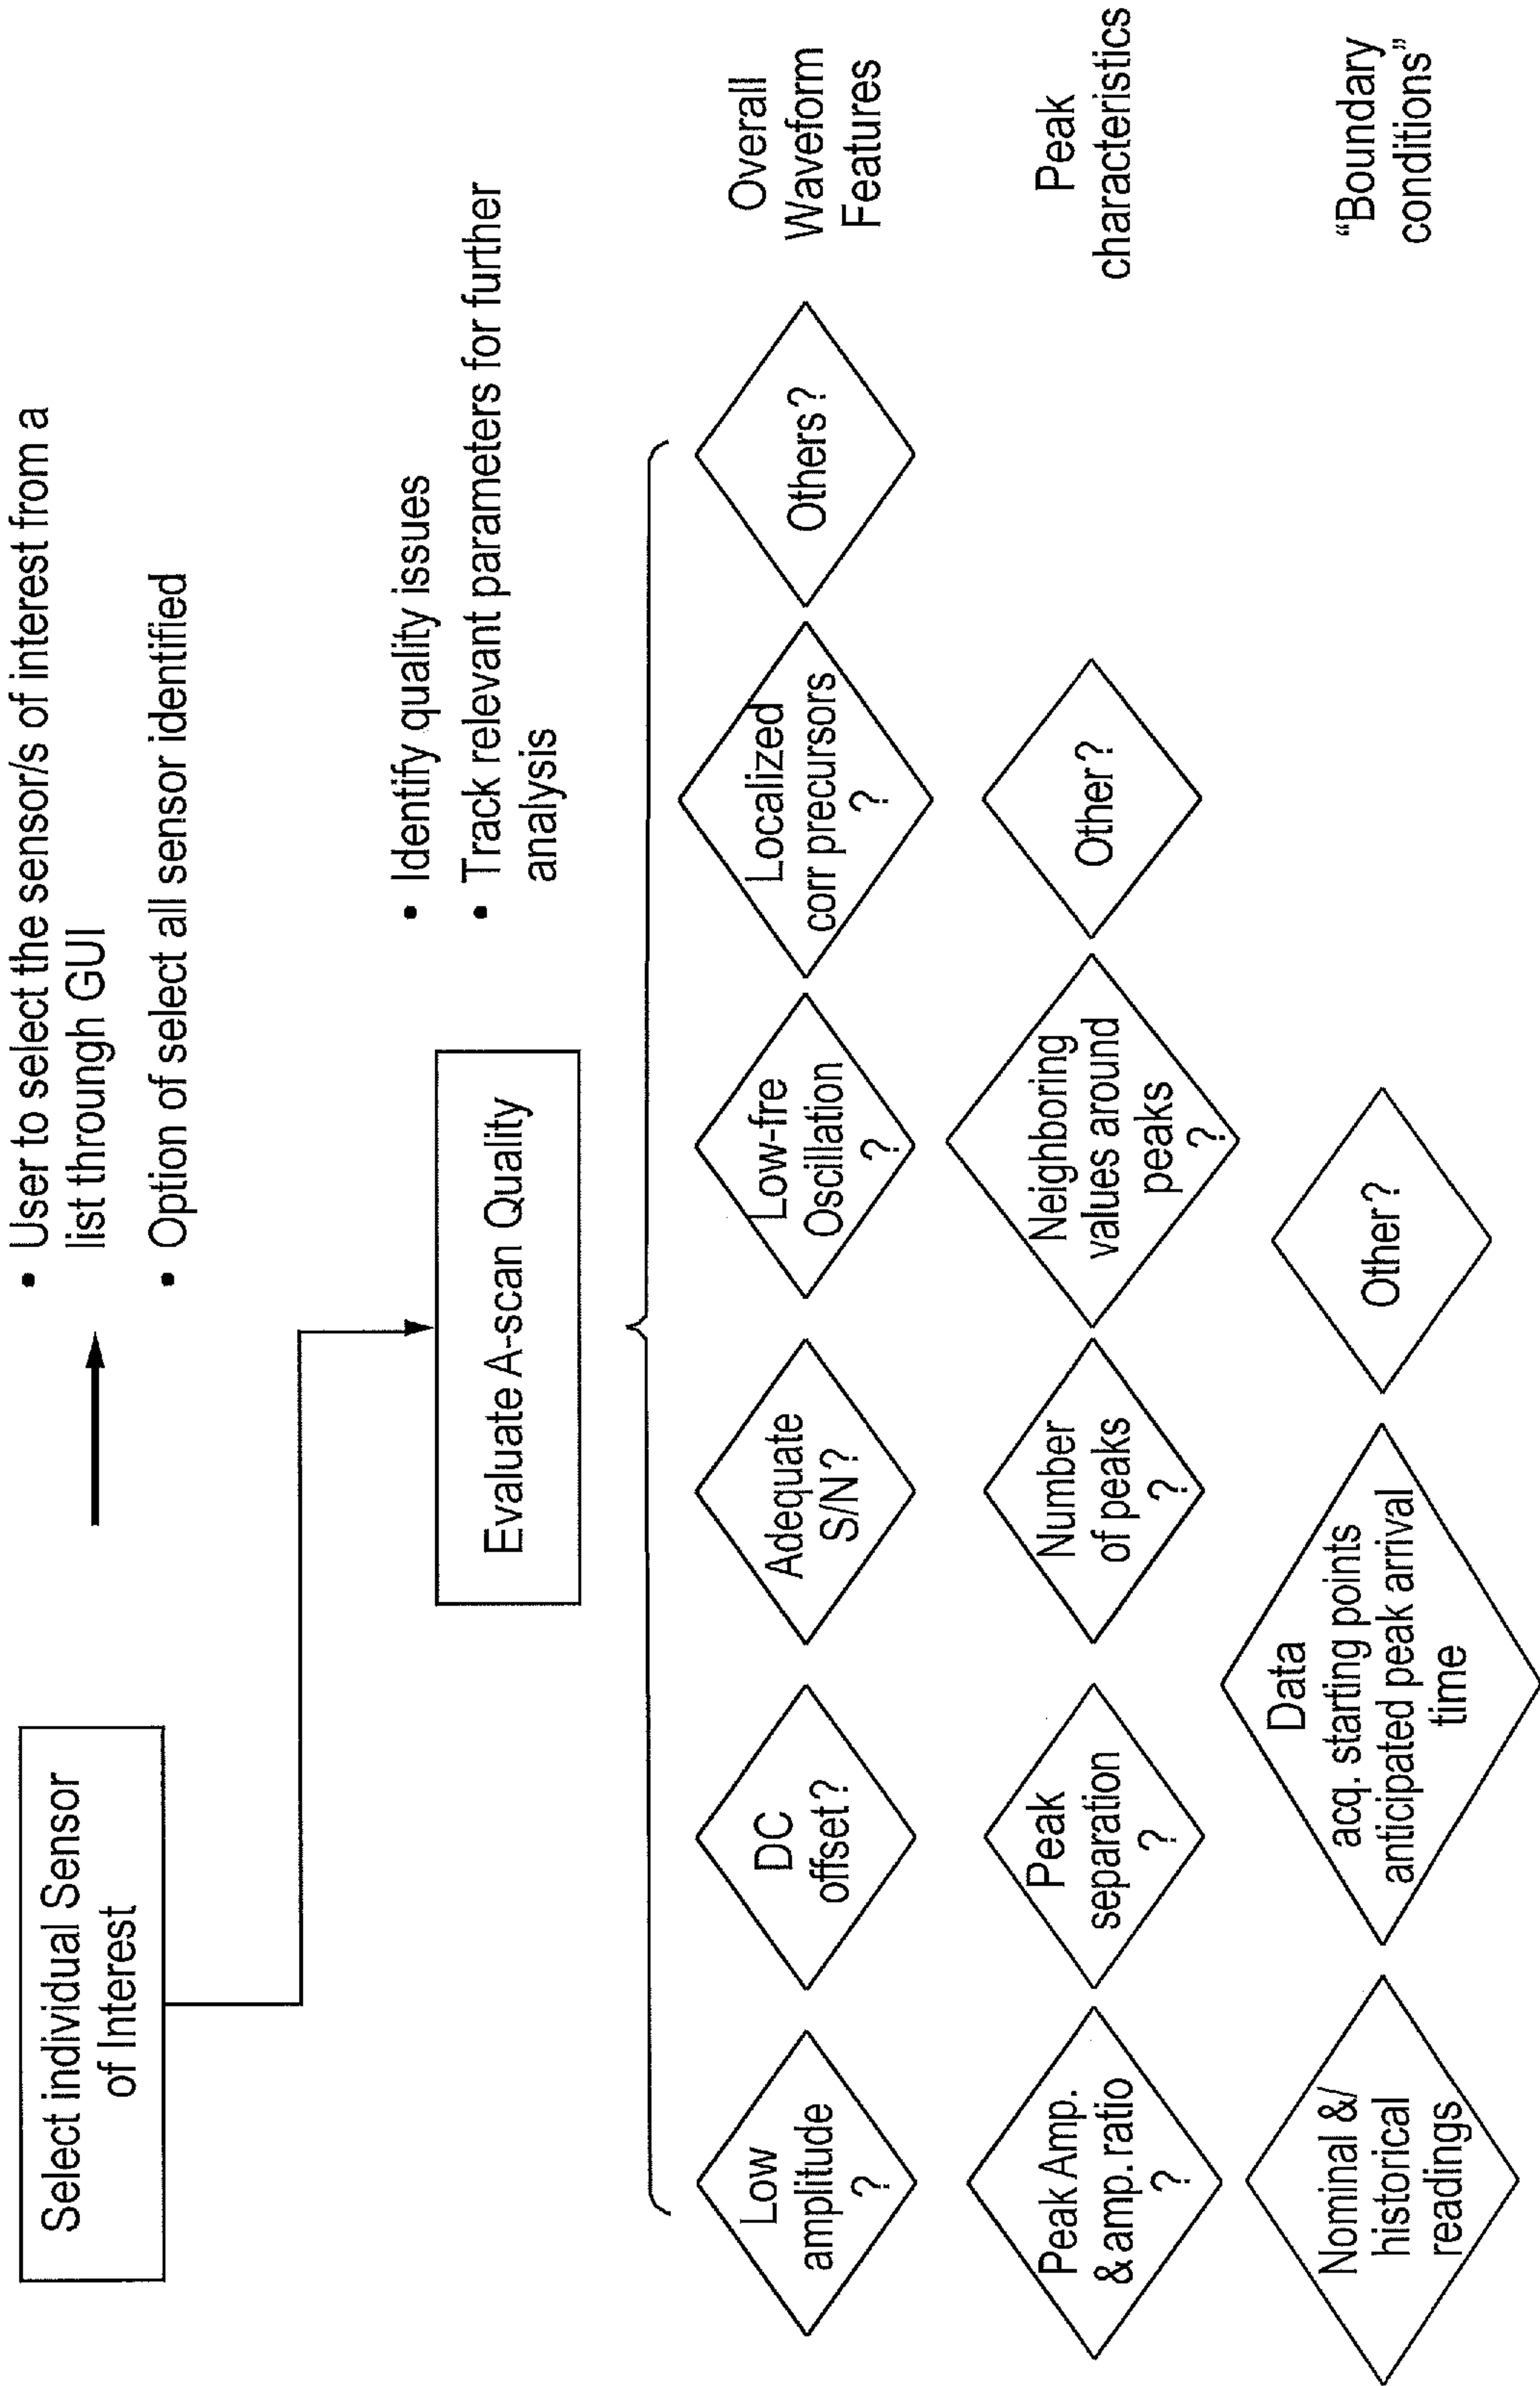 Select individual Sensor
of Interest
• User to select the sensor/s of interest from a
list throungh GUI
• Option of select all sensor identified
Evaluate A-scan Quality
• Identify quality issues
• Track relevant parameters for further
analysis
Low
amplitude
?
DC
offset?
Adequate
S/N?
Low-fre
Oscillation
?
Localized
corr precursors
?
Others?
Overall
Waveform
Features
Peak Amp.
& amp. ratio
?
Peak
separation
?
Number
of peaks
?
Neighboring
values around
peaks
?
Other?
Peak
characteristics
Nominal &/
historical
readings
Data
acq. starting points
anticipated peak arrival
time
Other?
“Boundary
conditions”